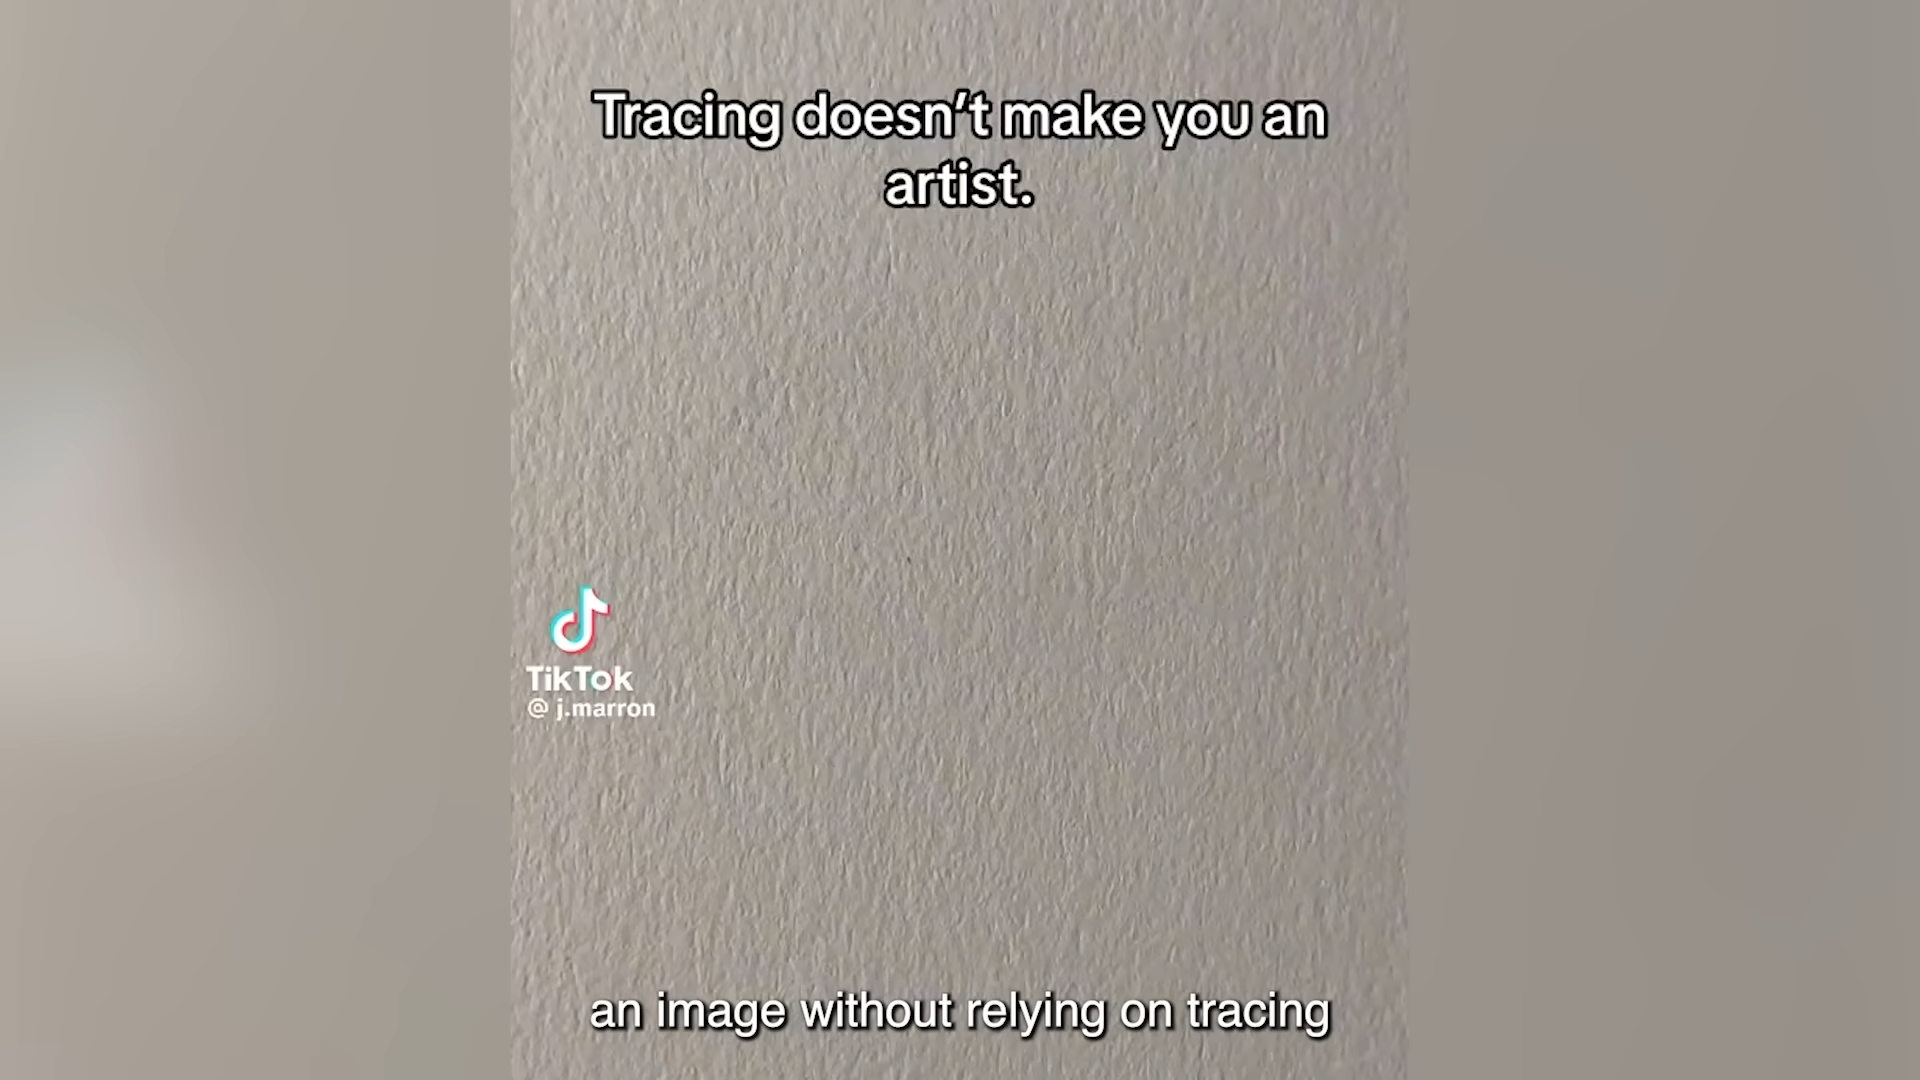 Tracing doesn't make you an
artist.
TikTok
@ j.marron
an image without relying on tracing